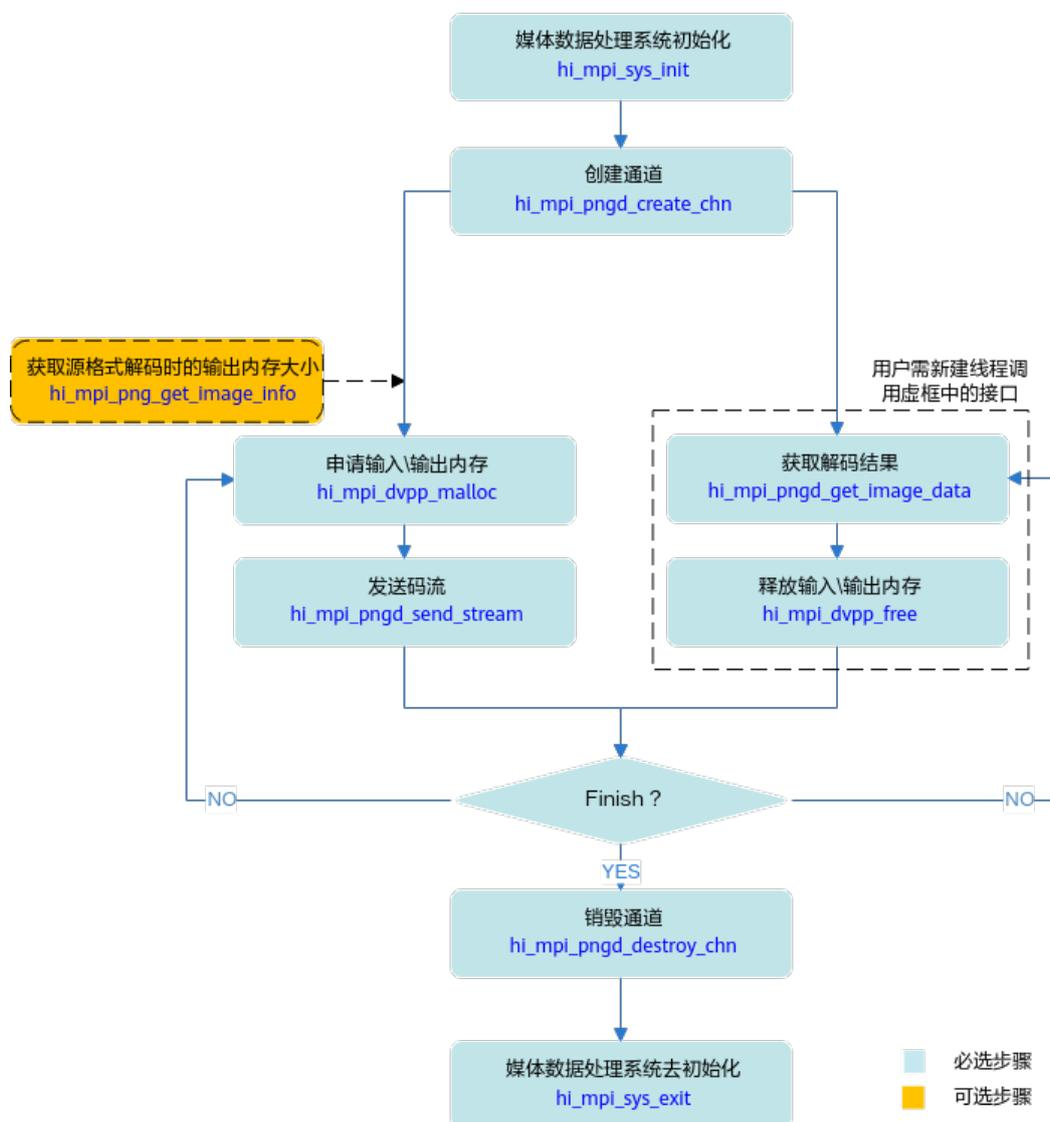 媒体数据处理系统初始化
hi_mpi_sys_init
创建通道
hi_mpi_pngd_create_chn
获取源格式解码时的输出内存大小
hi_mpi_png_get_image_info
用户需新建线程调
用虚框中的接口
申请输入\输出内存
hi_mpi_dvpp_malloc
获取解码结果
hi_mpi_pngd_get_image_data
发送码流
hi_mpi_pngd_send_stream
释放输入\输出内存
hi_mpi_dvpp_free
NO
Finish ?
NO
YES
销毁通道
hi_mpi_pngd_destroy_chn
媒体数据处理系统去初始化
hi_mpi_sys_exit
必选步骤
可选步骤